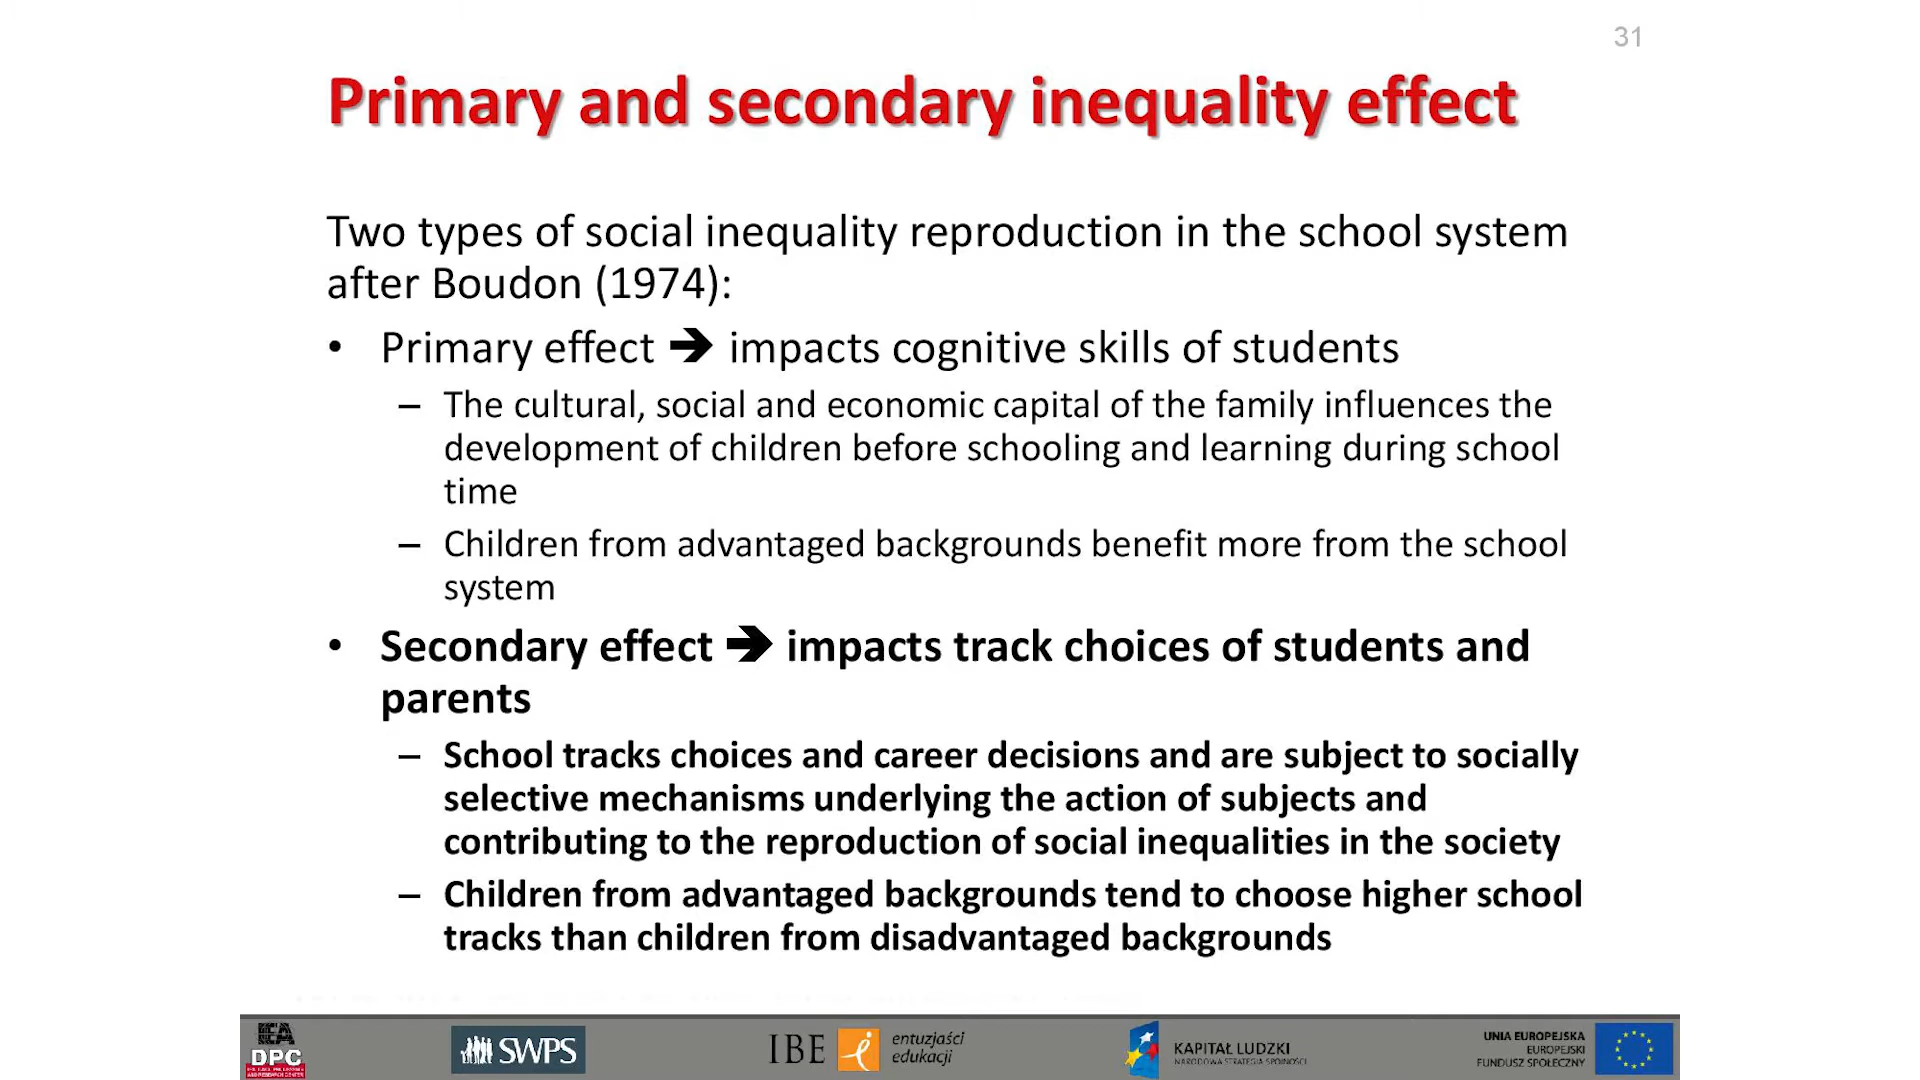 31
Primary and secondary inequality effect
Two types of social inequality reproduction in the school system
after Boudon (1974):
• Primary effect ➔ impacts cognitive skills of students
– The cultural, social and economic capital of the family influences the
development of children before schooling and learning during school
time
– Children from advantaged backgrounds benefit more from the school
system
• Secondary effect ➔ impacts track choices of students and
parents
– School tracks choices and career decisions and are subject to socially
selective mechanisms underlying the action of subjects and
contributing to the reproduction of social inequalities in the society
– Children from advantaged backgrounds tend to choose higher school
tracks than children from disadvantaged backgrounds
DPC
SWPS
IBE
entuzjaści
edukacji
KAPITAŁ LUDZKI
NARODOWA STRATEGIA SPÓJNOŚCI
UNIA EUROPEJSKA
EUROPEJSKI
FUNDUSZ SPOŁECZNY